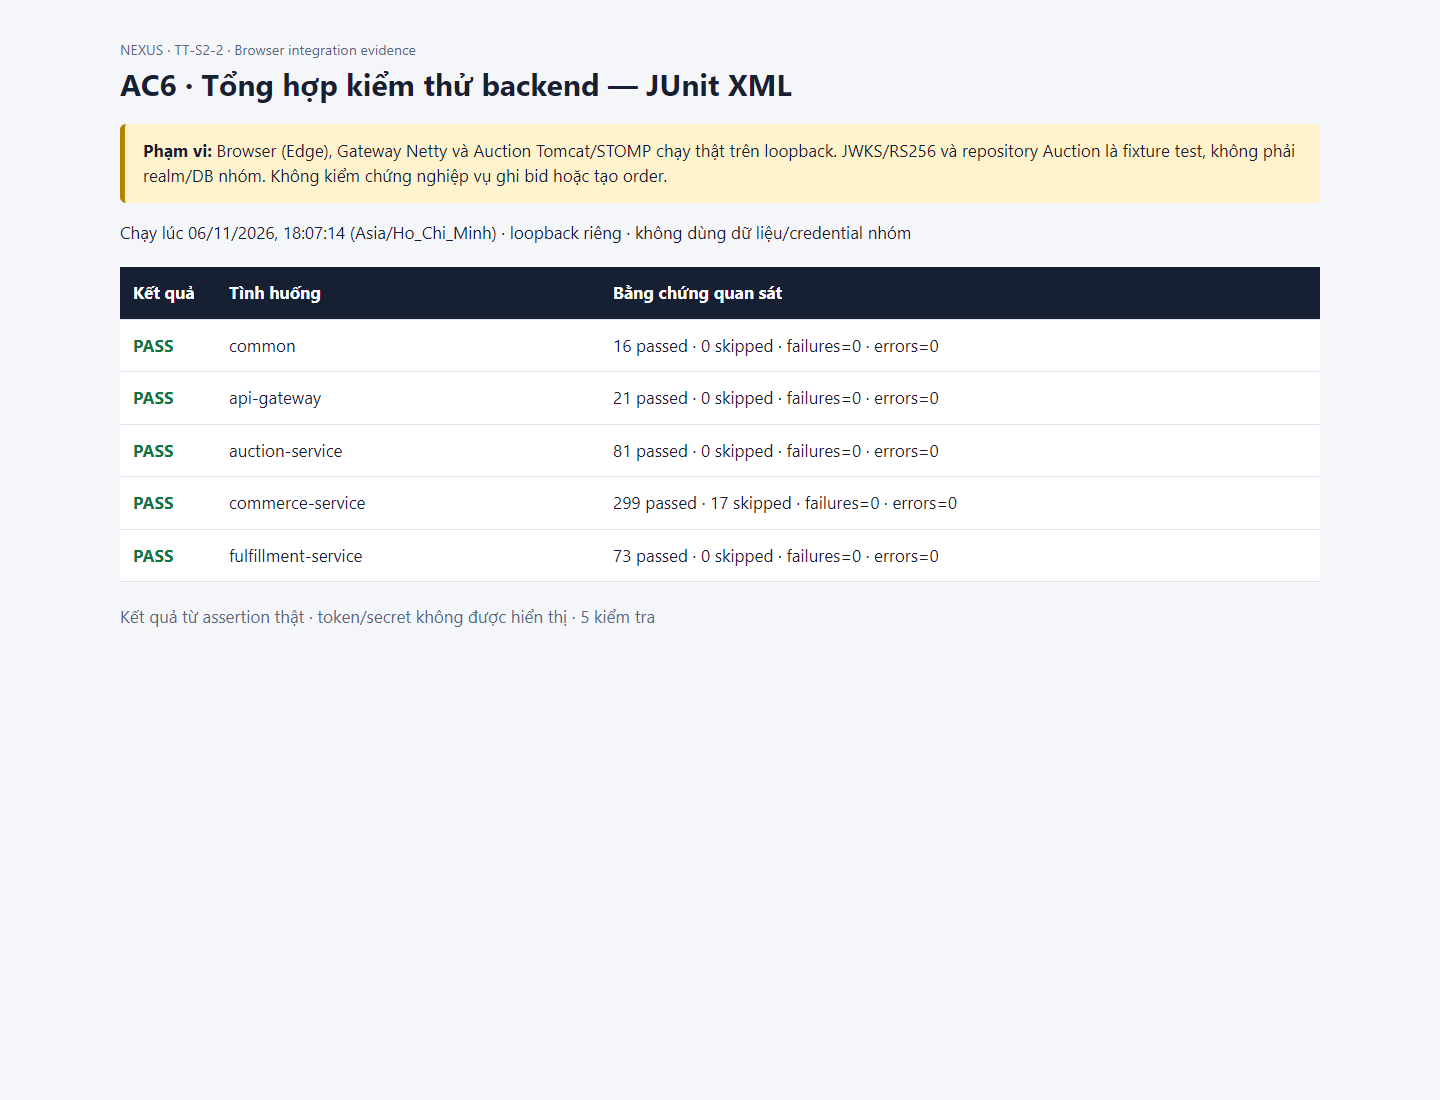 NEXUS · TT-S2-2 · Browser integration evidence
AC6 · Tổng hợp kiểm thử backend — JUnit XML
Phạm vi: Browser (Edge), Gateway Netty và Auction Tomcat/STOMP chạy thật trên loopback. JWKS/RS256 và repository Auction là fixture test, không phải
realm/DB nhóm. Không kiểm chứng nghiệp vụ ghi bid hoặc tạo order.
Chạy lúc 06/11/2026, 18:07:14 (Asia/Ho_Chi_Minh) · loopback riêng · không dùng dữ liệu/credential nhóm
Kết quả Tình huống Bằng chứng quan sát
PASS common 16 passed · 0 skipped · failures=0 · errors=0
PASS api-gateway 21 passed · 0 skipped · failures=0 · errors=0
PASS auction-service 81 passed · 0 skipped · failures=0 · errors=0
PASS commerce-service 299 passed · 17 skipped · failures=0 · errors=0
PASS fulfillment-service 73 passed · 0 skipped · failures=0 · errors=0
Kết quả từ assertion thật · token/secret không được hiển thị · 5 kiểm tra